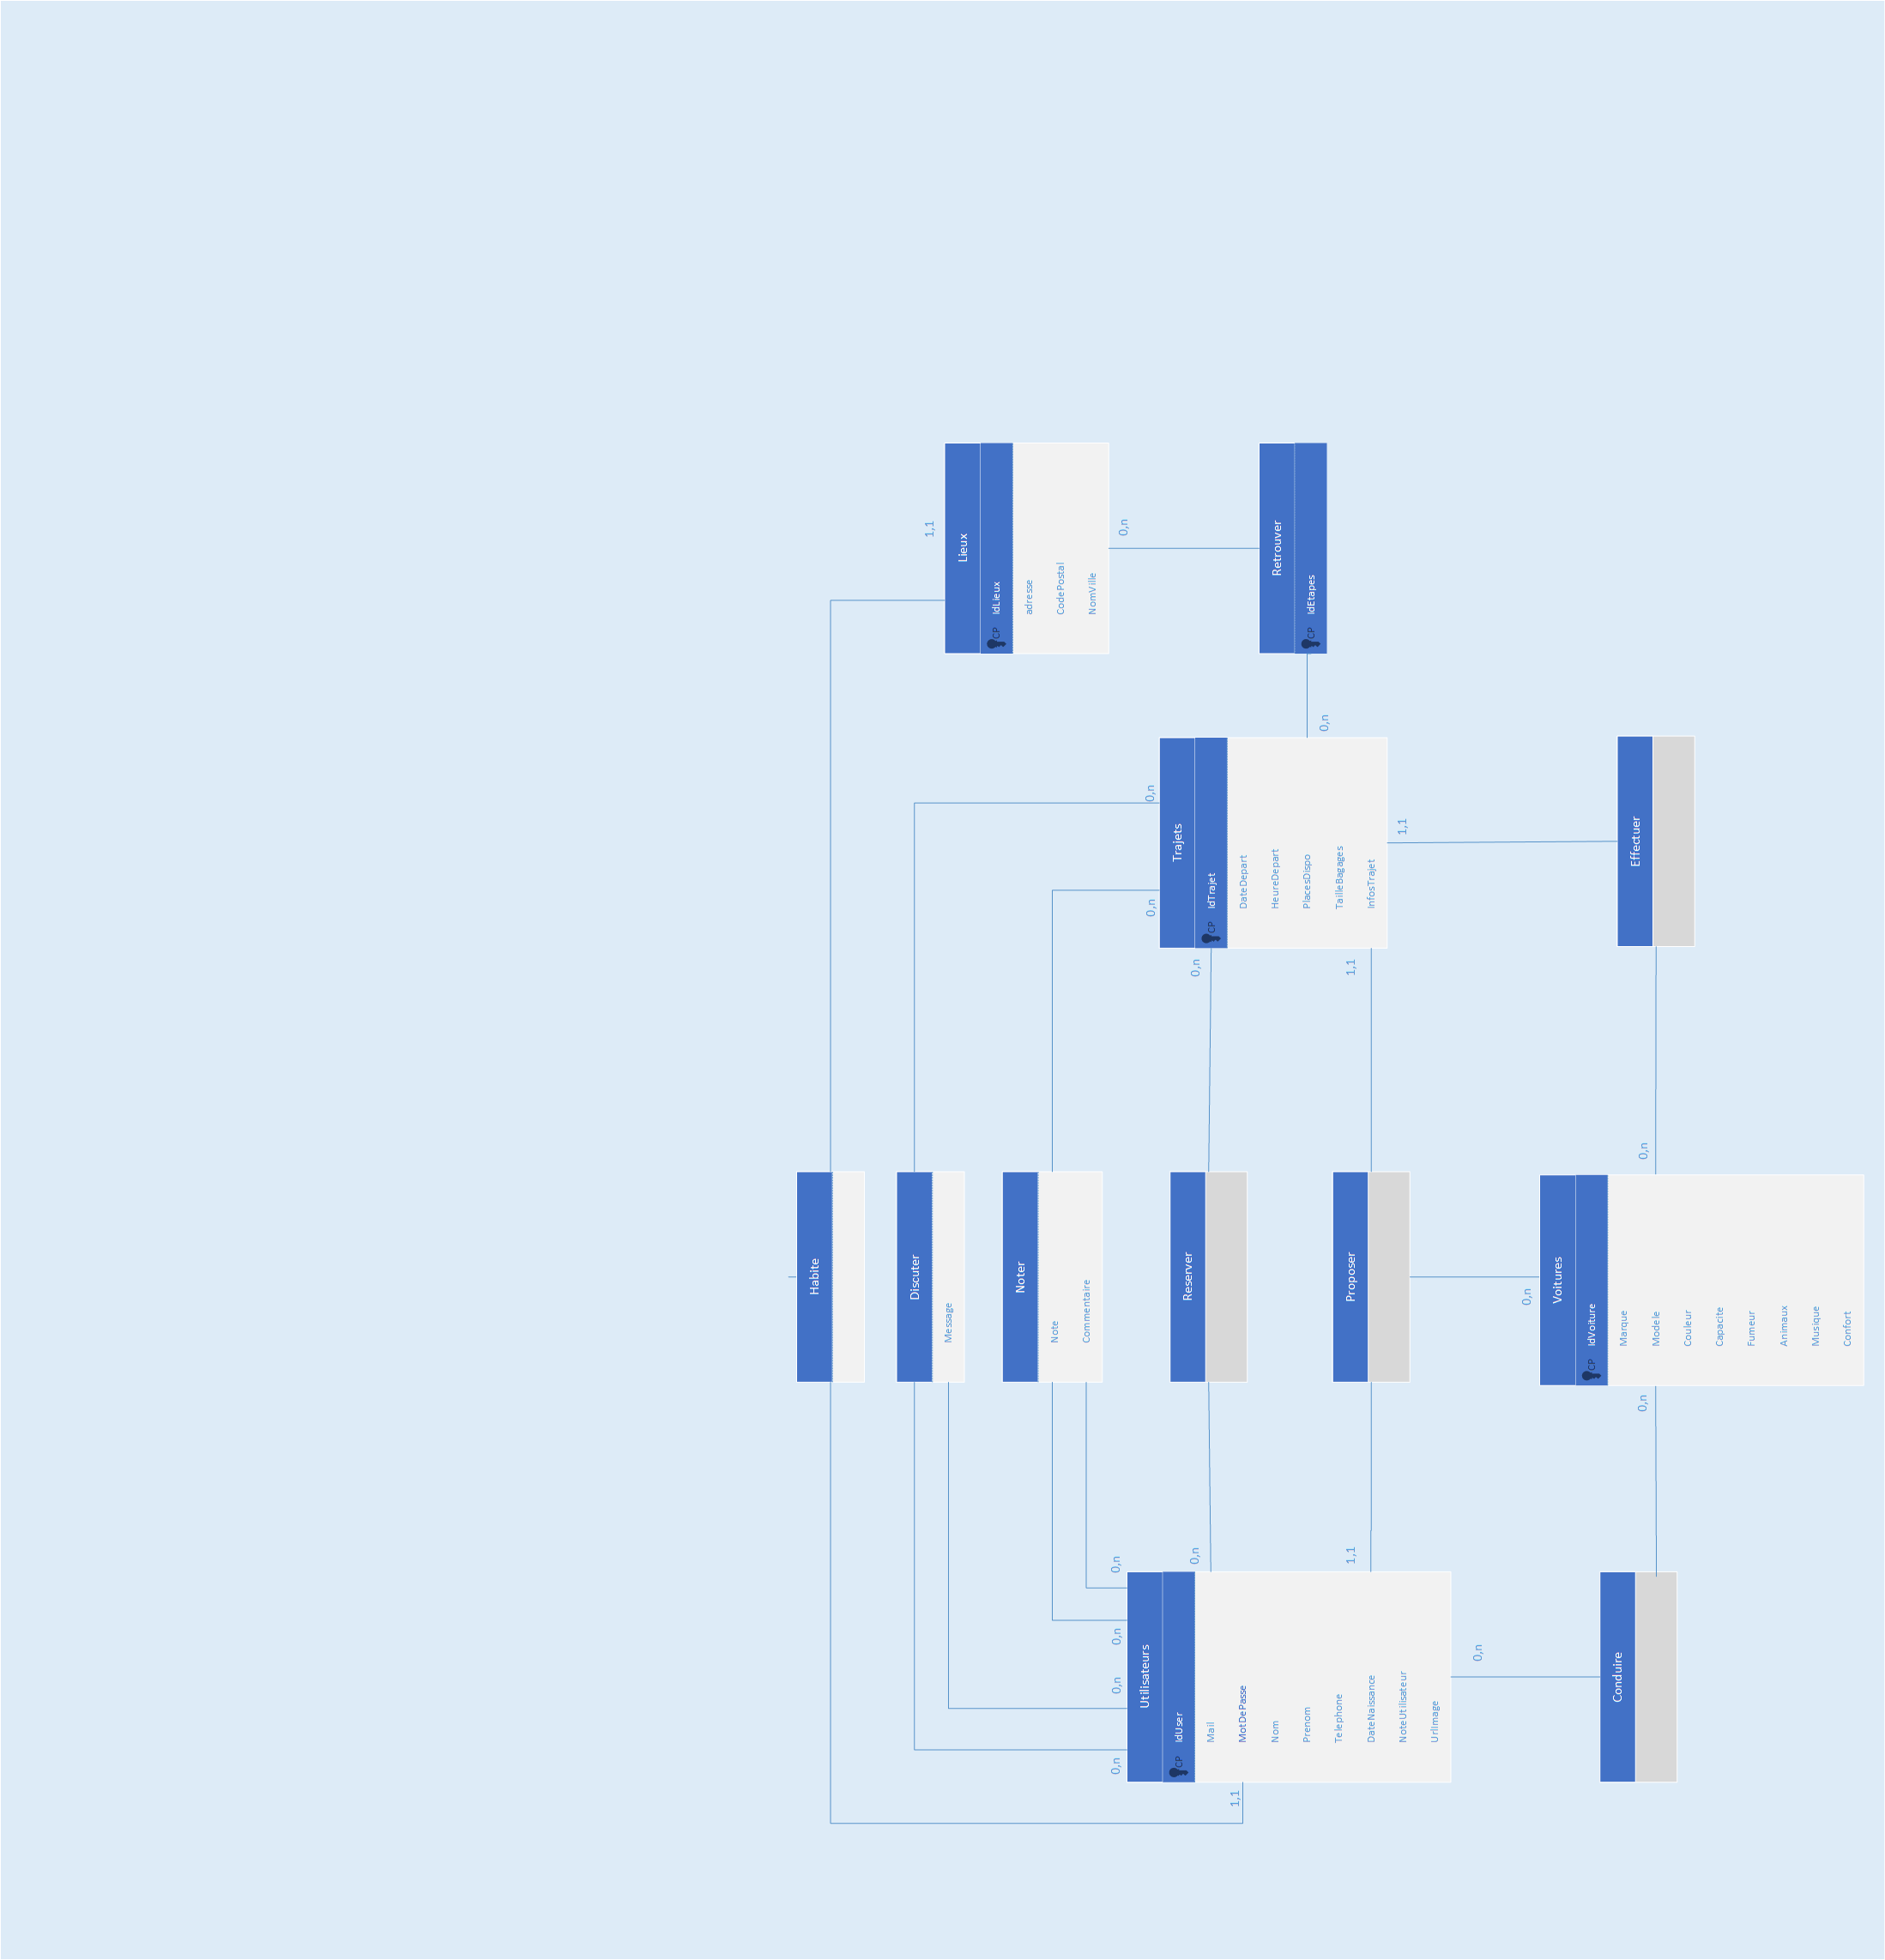 Habite
1,1
Discuter
Message
Noter
Note
Commentaire
Lieux
CP IdLieux
adresse
CodePostal
NomVille
1,1
0,n
0,n
0,n
0,n
0,n
0,n
0,n
Utilisateurs
CP IdUser
Mail
MotDePasse
Nom
Prenom
Telephone
DateNaissance
NoteUtilisateur
UrlImage
0,n
Reserver
0,n
Trajets
CP IdTrajet
DateDepart
HeureDepart
PlacesDispo
TailleBagages
InfosTrajet
0,n
Retrouver
CP IdEtapes
1,1
Proposer
1,1
1,1
0,n
0,n
Conduire
0,n
Voitures
CP IdVoiture
Marque
Modele
Couleur
Capacite
Fumeur
Animaux
Musique
Confort
0,n
Effectuer